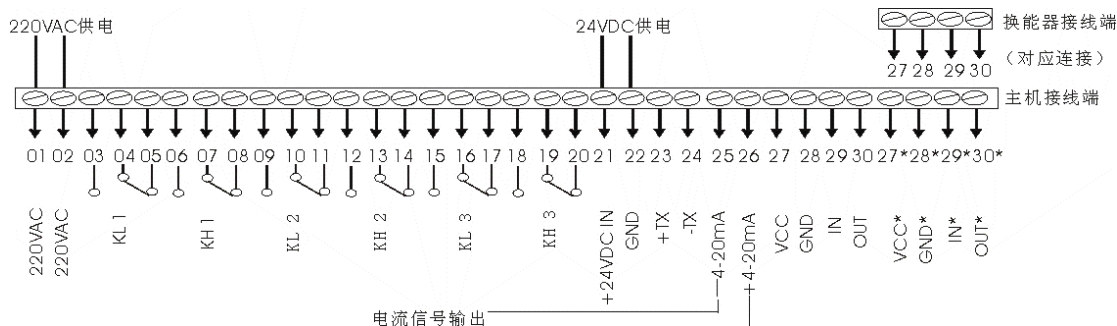 220VAC供电
24VDC供电
换能器接线端
27 28 29 30
（对应连接）
主机接线端
01 02 03 04 05 06 07 08 09 10 11 12 13 14 15 16 17 18 19 20 21 22 23 24 25 26 27 28 29 30 27* 28* 29* 30*
220VAC
220VAC
KL 1
KH 1
KL 2
KH 2
KL 3
KH 3
+24VDC IN
GND
+TX
-TX
—4-20mA
+4-20mA
VCC
GND
IN
OUT
VCC*
GND*
IN*
OUT*
电流信号输出